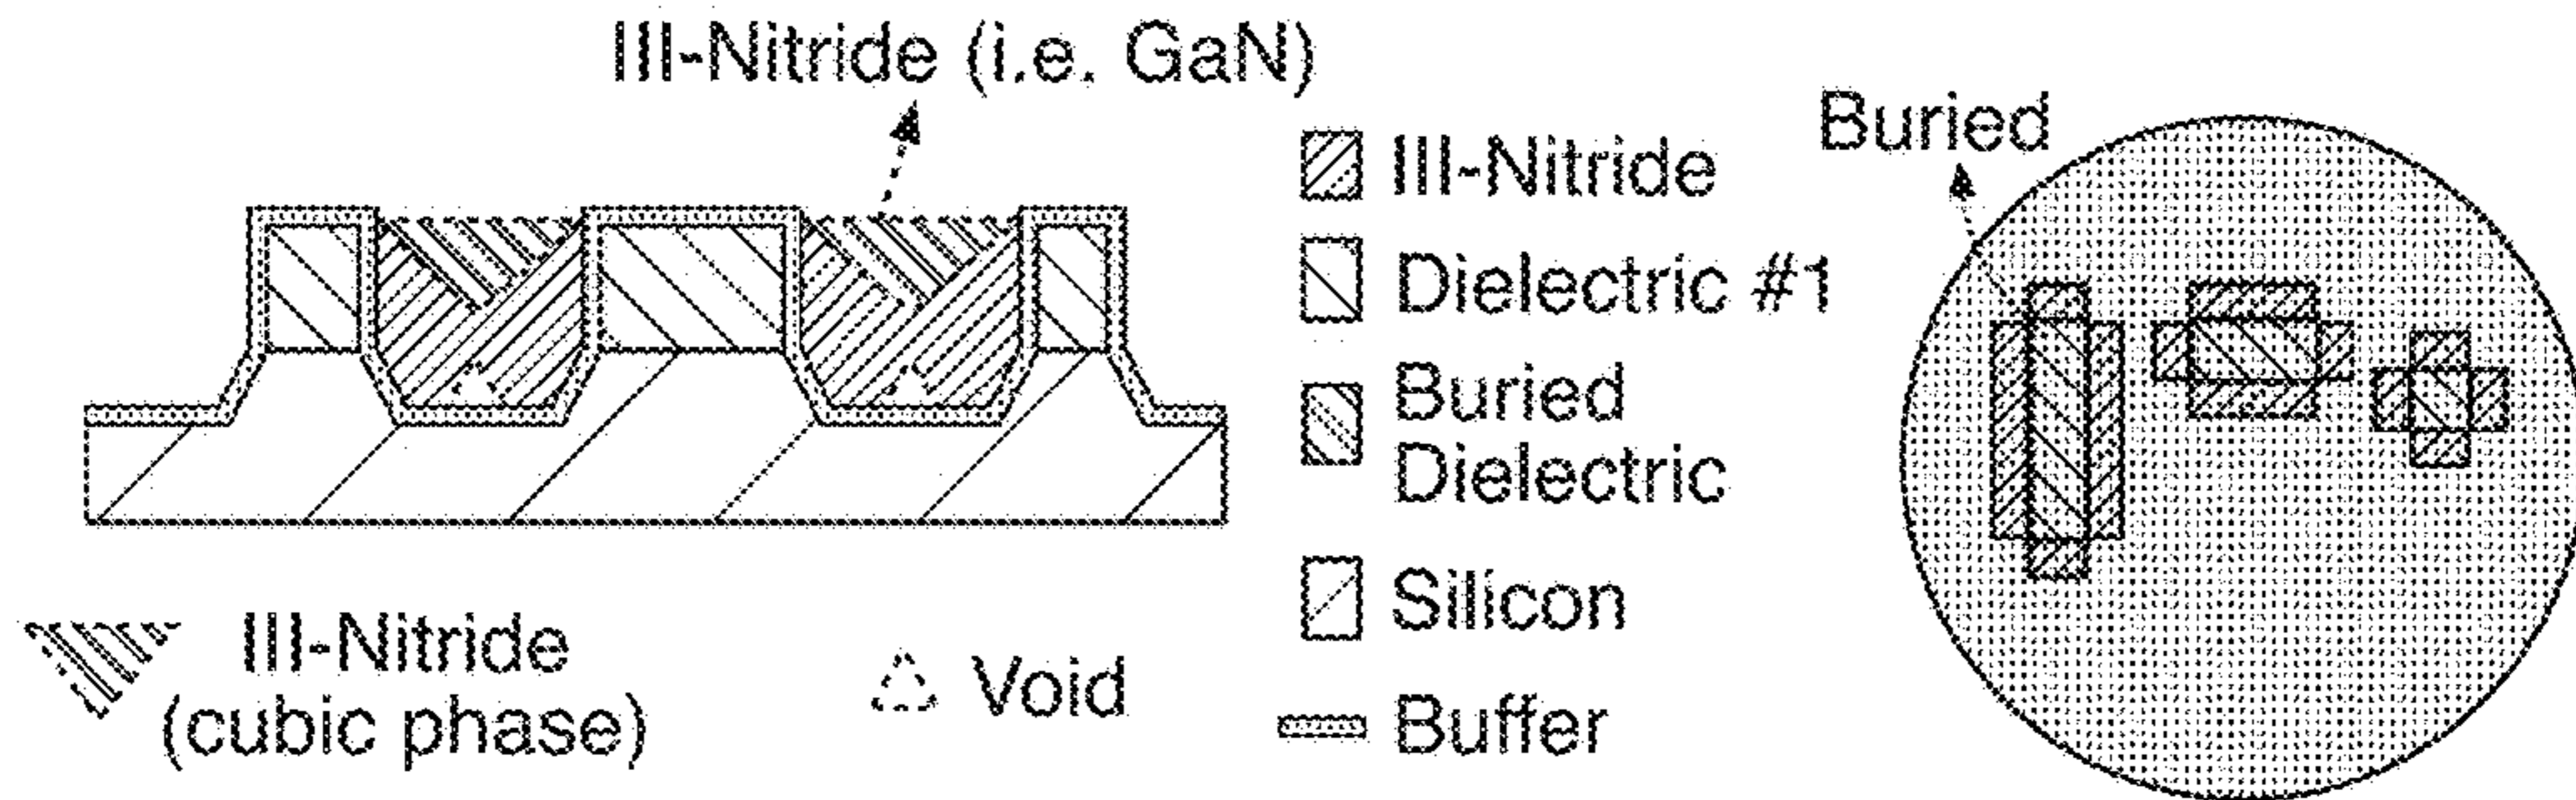 III-Nitride (i.e. GaN)
III-Nitride
Dielectric #1
Buried
Dielectric
Silicon
Buffer
III-Nitride
(cubic phase)
Void
Buried